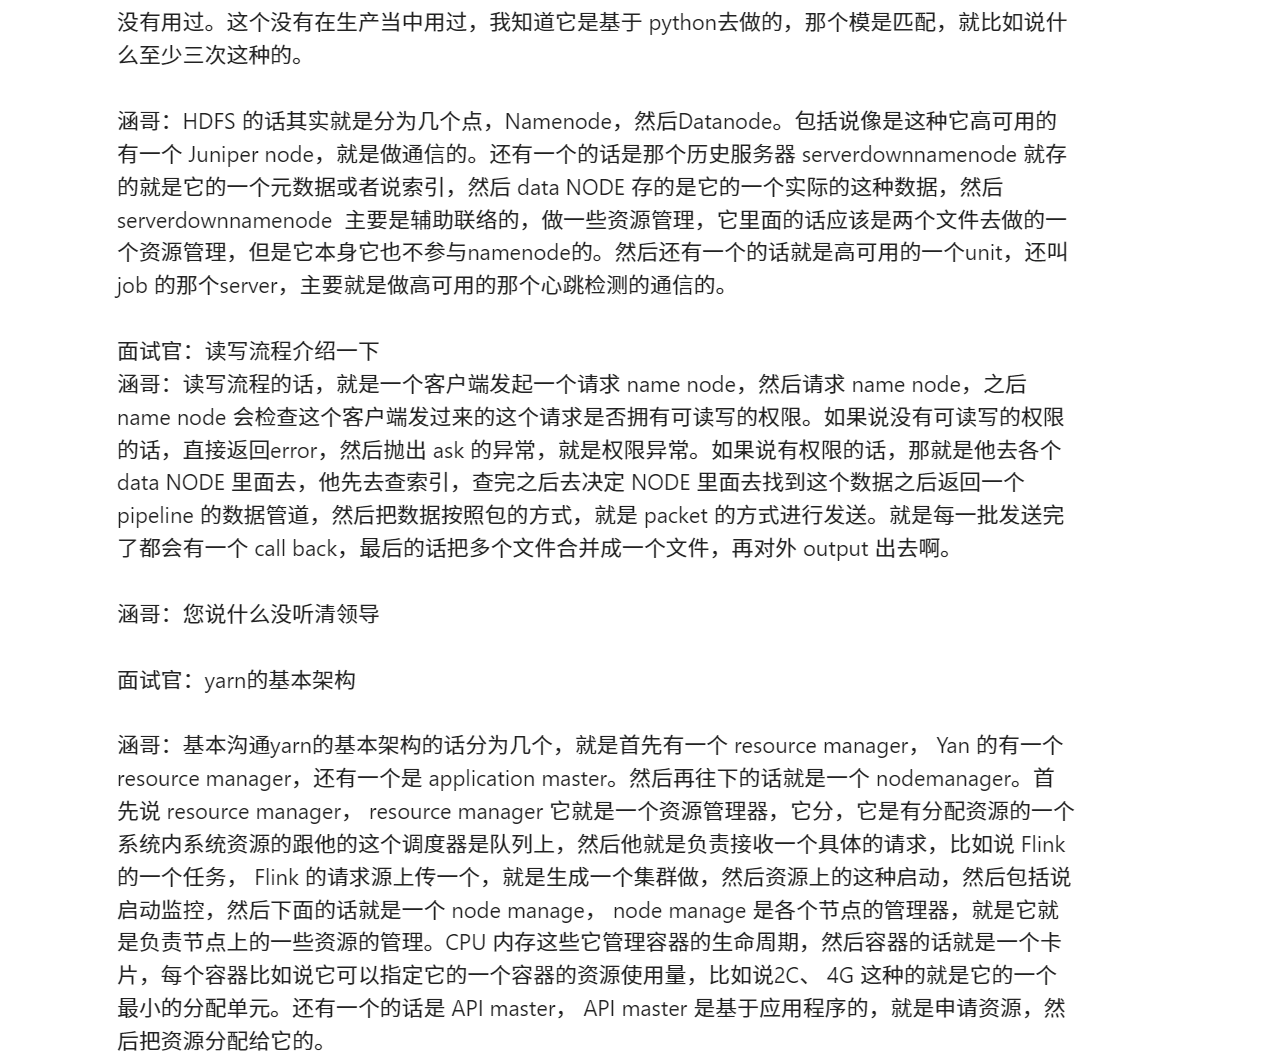 没有用过。这个没有在生产当中用过，我知道它是基于 python去做的，那个模是匹配，就比如说什
么至少三次这种的。
涵哥：HDFS 的话其实就是分为几个点，Namenode，然后Datanode。包括说像是这种它高可用的
有一个 Juniper node，就是做通信的。还有一个的话是那个历史服务器 serverdownnamenode 就存
的就是它的一个元数据或者说索引，然后 data NODE 存的是它的一个实际的这种数据，然后
serverdownnamenode 主要是辅助联络的，做一些资源管理，它里面的话应该是两个文件去做的一
个资源管理，但是它本身它也不参与namenode的。然后还有一个的话就是高可用的一个unit，还叫
job 的那个server，主要就是做高可用的那个心跳检测的通信的。
面试官：读写流程介绍一下
涵哥：读写流程的话，就是一个客户端发起一个请求 name node，然后请求 name node，之后
name node 会检查这个客户端发过来的这个请求是否拥有可读写的权限。如果说没有可读写的权限
的话，直接返回error，然后抛出 ask 的异常，就是权限异常。如果说有权限的话，那就是他去各个
data NODE 里面去，他先去查索引，查完之后去决定 NODE 里面去找到这个数据之后返回一个
pipeline 的数据管道，然后把数据按照包的方式，就是 packet 的方式进行发送。就是每一批发送完
了都会有一个 call back，最后的话把多个文件合并成一个文件，再对外 output 出去啊。
涵哥：您说什么没听清领导
面试官：yarn的基本架构
涵哥：基本沟通yarn的基本架构的话分为几个，就是首先有一个 resource manager， Yan 的有一个
resource manager，还有一个是 application master。然后再往下的话就是一个 nodemanager。首
先说 resource manager， resource manager 它就是一个资源管理器，它分，它是有分配资源的一个
系统内系统资源的跟他的这个调度器是队列上，然后他就是负责接收一个具体的请求，比如说 Flink
的一个任务， Flink 的请求源上传一个，就是生成一个集群做，然后资源上的这种启动，然后包括说
启动监控，然后下面的话就是一个 node manage， node manage 是各个节点的管理器，就是它就
是负责节点上的一些资源的管理。CPU 内存这些它管理容器的生命周期，然后容器的话就是一个卡
片，每个容器比如说它可以指定它的一个容器的资源使用量，比如说2C、 4G 这种的就是它的一个
最小的分配单元。还有一个的话是 API master， API master 是基于应用程序的，就是申请资源，然
后把资源分配给它的。